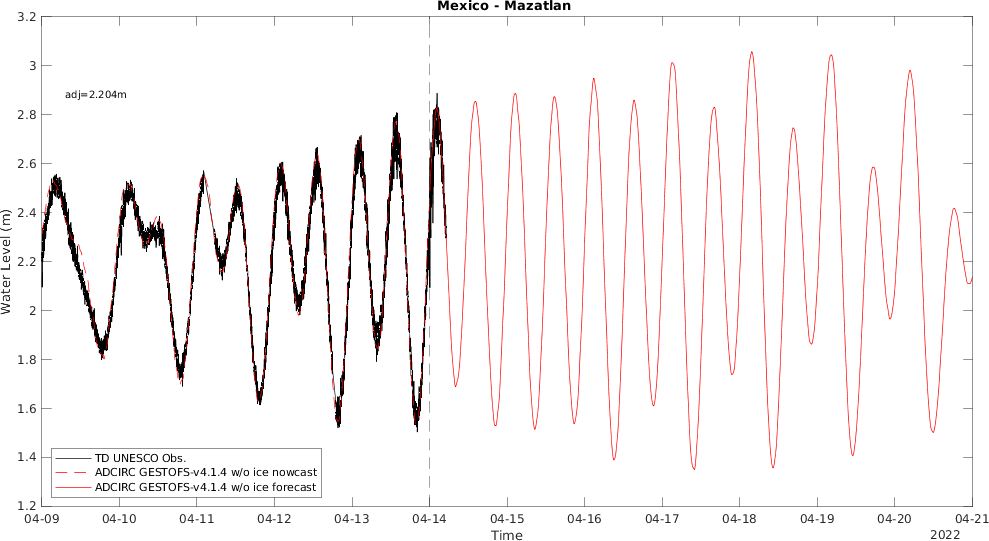 Mexico - Mazatlan
3.2
3
2.8
2.6
2.4
2.2
2
1.8
1.6
1.4
1.2
Water Level (m)
adj=2.204m
TD UNESCO Obs.
ADCIRC GESTOFS-v4.1.4 w/o ice nowcast
ADCIRC GESTOFS-v4.1.4 w/o ice forecast
04-09 04-10 04-11 04-12 04-13 04-14 04-15 04-16 04-17 04-18 04-19 04-20 04-21
Time
2022